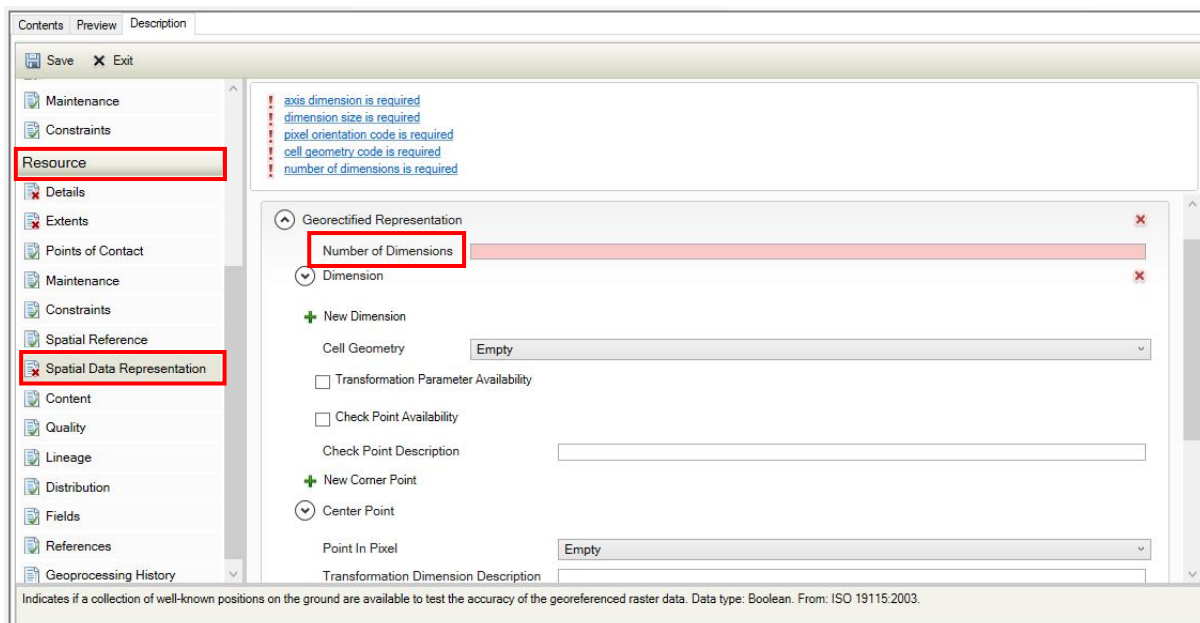 Contents Preview Description
Save Exit
Maintenance
Constraints
Resource
Details
Extents
Points of Contact
Maintenance
Constraints
Spatial Reference
Spatial Data Representation
Content
Quality
Lineage
Distribution
Fields
References
Geoprocessing History
axis dimension is required
dimension size is required
pixel orientation code is required
cell geometry code is required
number of dimensions is required
Georectified Representation
Number of Dimensions
Dimension
New Dimension
Cell Geometry Empty
Transformation Parameter Availability
Check Point Availability
Check Point Description
New Corner Point
Center Point
Point In Pixel Empty
Transformation Dimension Description
Indicates if a collection of well-known positions on the ground are available to test the accuracy of the georeferenced raster data. Data type: Boolean. From: ISO 19115:2003.